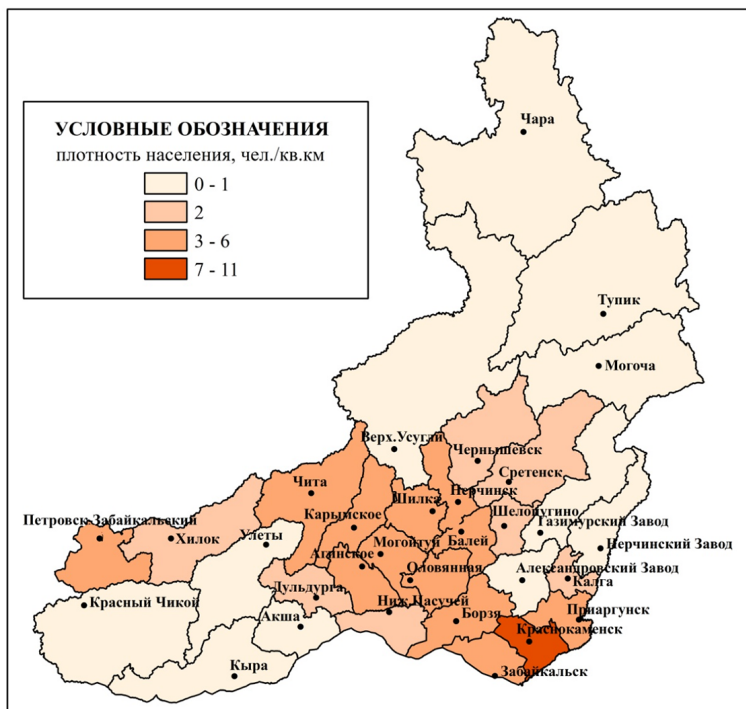 УСЛОВНЫЕ ОБОЗНАЧЕНИЯ
плотность населения, чел./кв.км
0 - 1
2
3 - 6
7 - 11
Чара
Тупик
Могоча
Верх.Усугли
Чернышевск
Сретенск
Чита
Шилка
Нерчинск
Шелопугино
Петровск-Забайкальский
Карымское
Газимурский Завод
Хилок
Улеты
Балей
Нерчинский Завод
Могойтуй
Агинское
Оловянная
Александровский Завод
Калга
Дульдурга
Красный Чикой
Ниж.Цасучей
Приаргунск
Акша
Борзя
Краснокаменск
Кыра
Забайкальск